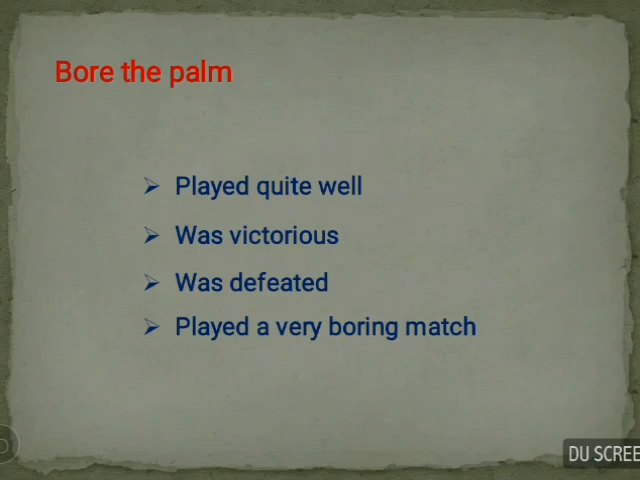 Bore the palm
Played quite well
Was victorious
Was defeated
Played a very boring match
DU SCREE